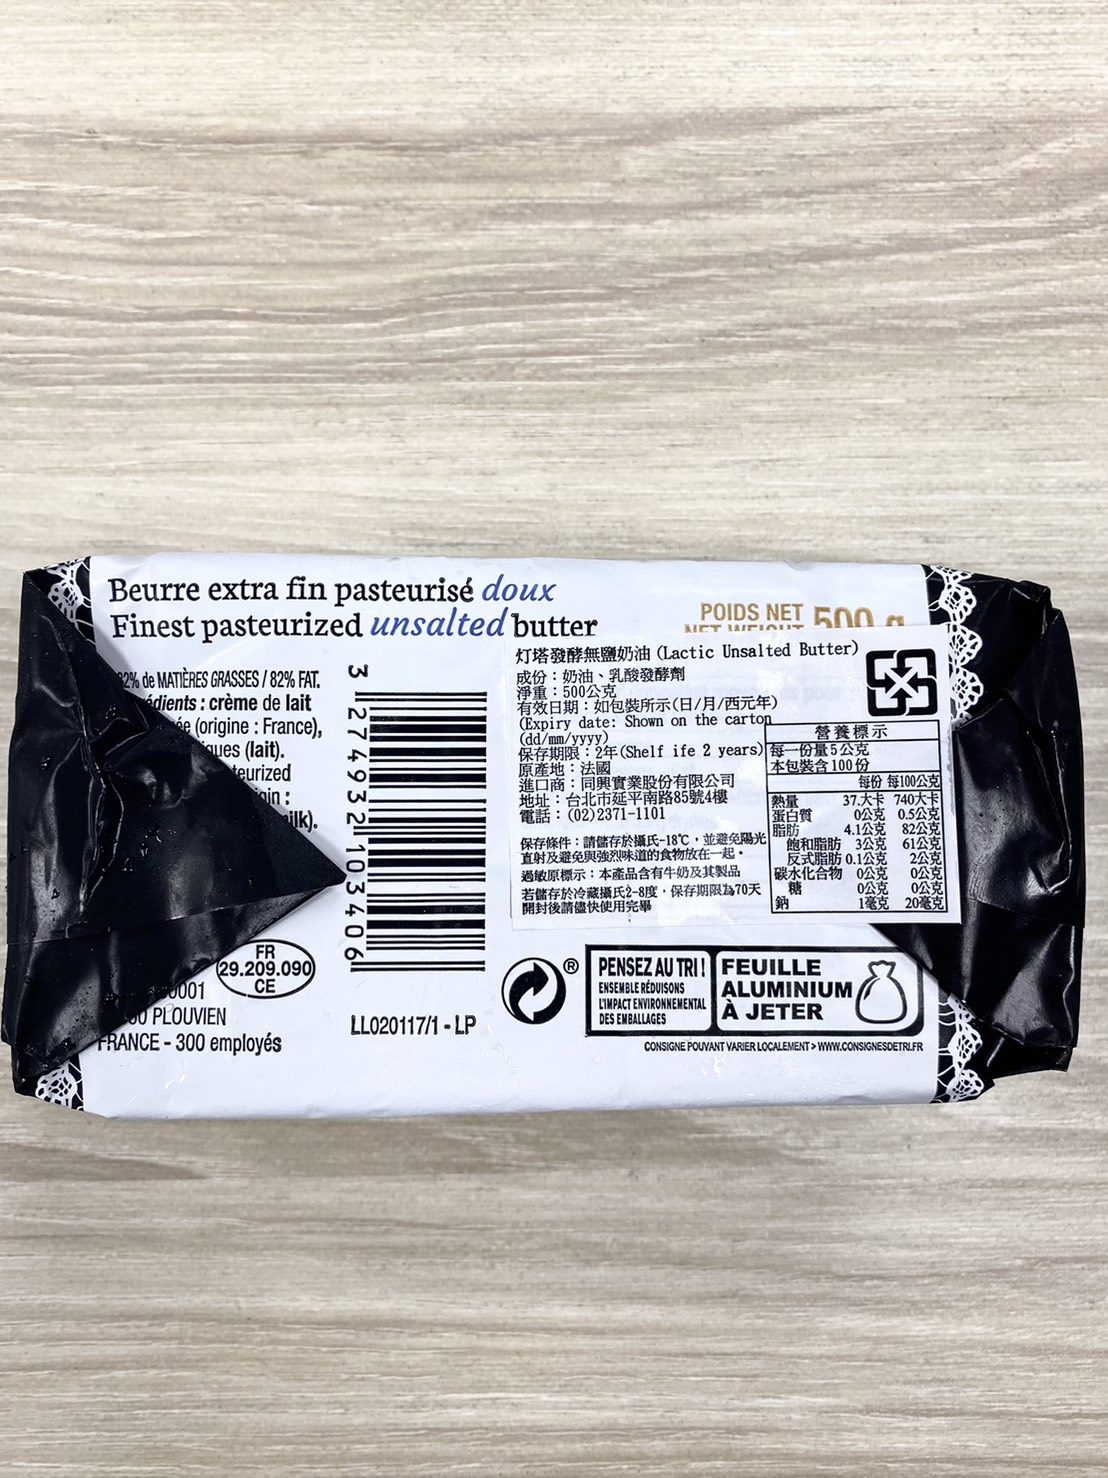 Beurre extra fin pasteurisé doux
Finest pasteurized unsalted butter
POIDS NET
NET WEIGHT 500 g
82% de MATIÈRES GRASSES / 82% FAT.
: crème de lait
(origine : France),
(lait).
3 274932 103406
FR
29.209.090
CE
PLOUVIEN
FRANCE - 300 employés
LL020117/1 - LP
灯塔發酵無鹽奶油 (Lactic Unsalted Butter)
成份：奶油、乳酸發酵劑
淨重：500公克
有效日期：如包裝所示(日/月/西元年)
(Expiry date: Shown on the carton
(dd/mm/yyyy)
保存期限：2年(Shelf ife 2 years)
原產地：法國
進口商：同興實業股份有限公司
地址：台北市延平南路85號4樓
電話：(02)2371-1101
保存條件：請儲存於攝氏-18℃，並避免陽光
直射及避免與強烈味道的食物放在一起。
過敏原標示：本產品含有牛奶及其製品
若儲存於冷藏攝氏2-8度，保存期限為70天
開封後請儘快使用完畢
營養標示
每一份量5公克
本包裝含100份
每份 每100公克
熱量 37.大卡 740大卡
蛋白質 0公克 0.5公克
脂肪 4.1公克 82公克
飽和脂肪 3公克 61公克
反式脂肪 0.1公克 2公克
碳水化合物 0公克 0公克
糖 0公克 0公克
鈉 1毫克 20毫克
®
PENSEZ AU TRI !
ENSEMBLE RÉDUISONS
L'IMPACT ENVIRONNEMENTAL
DES EMBALLAGES
FEUILLE
ALUMINIUM
À JETER
CONSIGNE POUVANT VARIER LOCALEMENT > WWW.CONSIGNESDETRI.FR